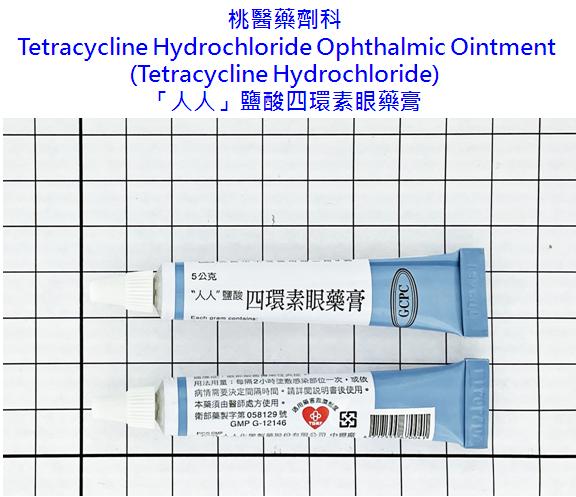 桃醫藥劑科
Tetracycline Hydrochloride Ophthalmic Ointment
(Tetracycline Hydrochloride)
「人人」鹽酸四環素眼藥膏
5公克
"人人"鹽酸 四環素眼藥膏
Each gram contains:
GCPC
用法用量：每隔2小時塗敷感染部位一次，或依
病情需要決定間隔時間。請詳閱說明書後使用。
本藥須由醫師處方使用。
衛部藥製字第058129號
GMP G-12146
TDRF